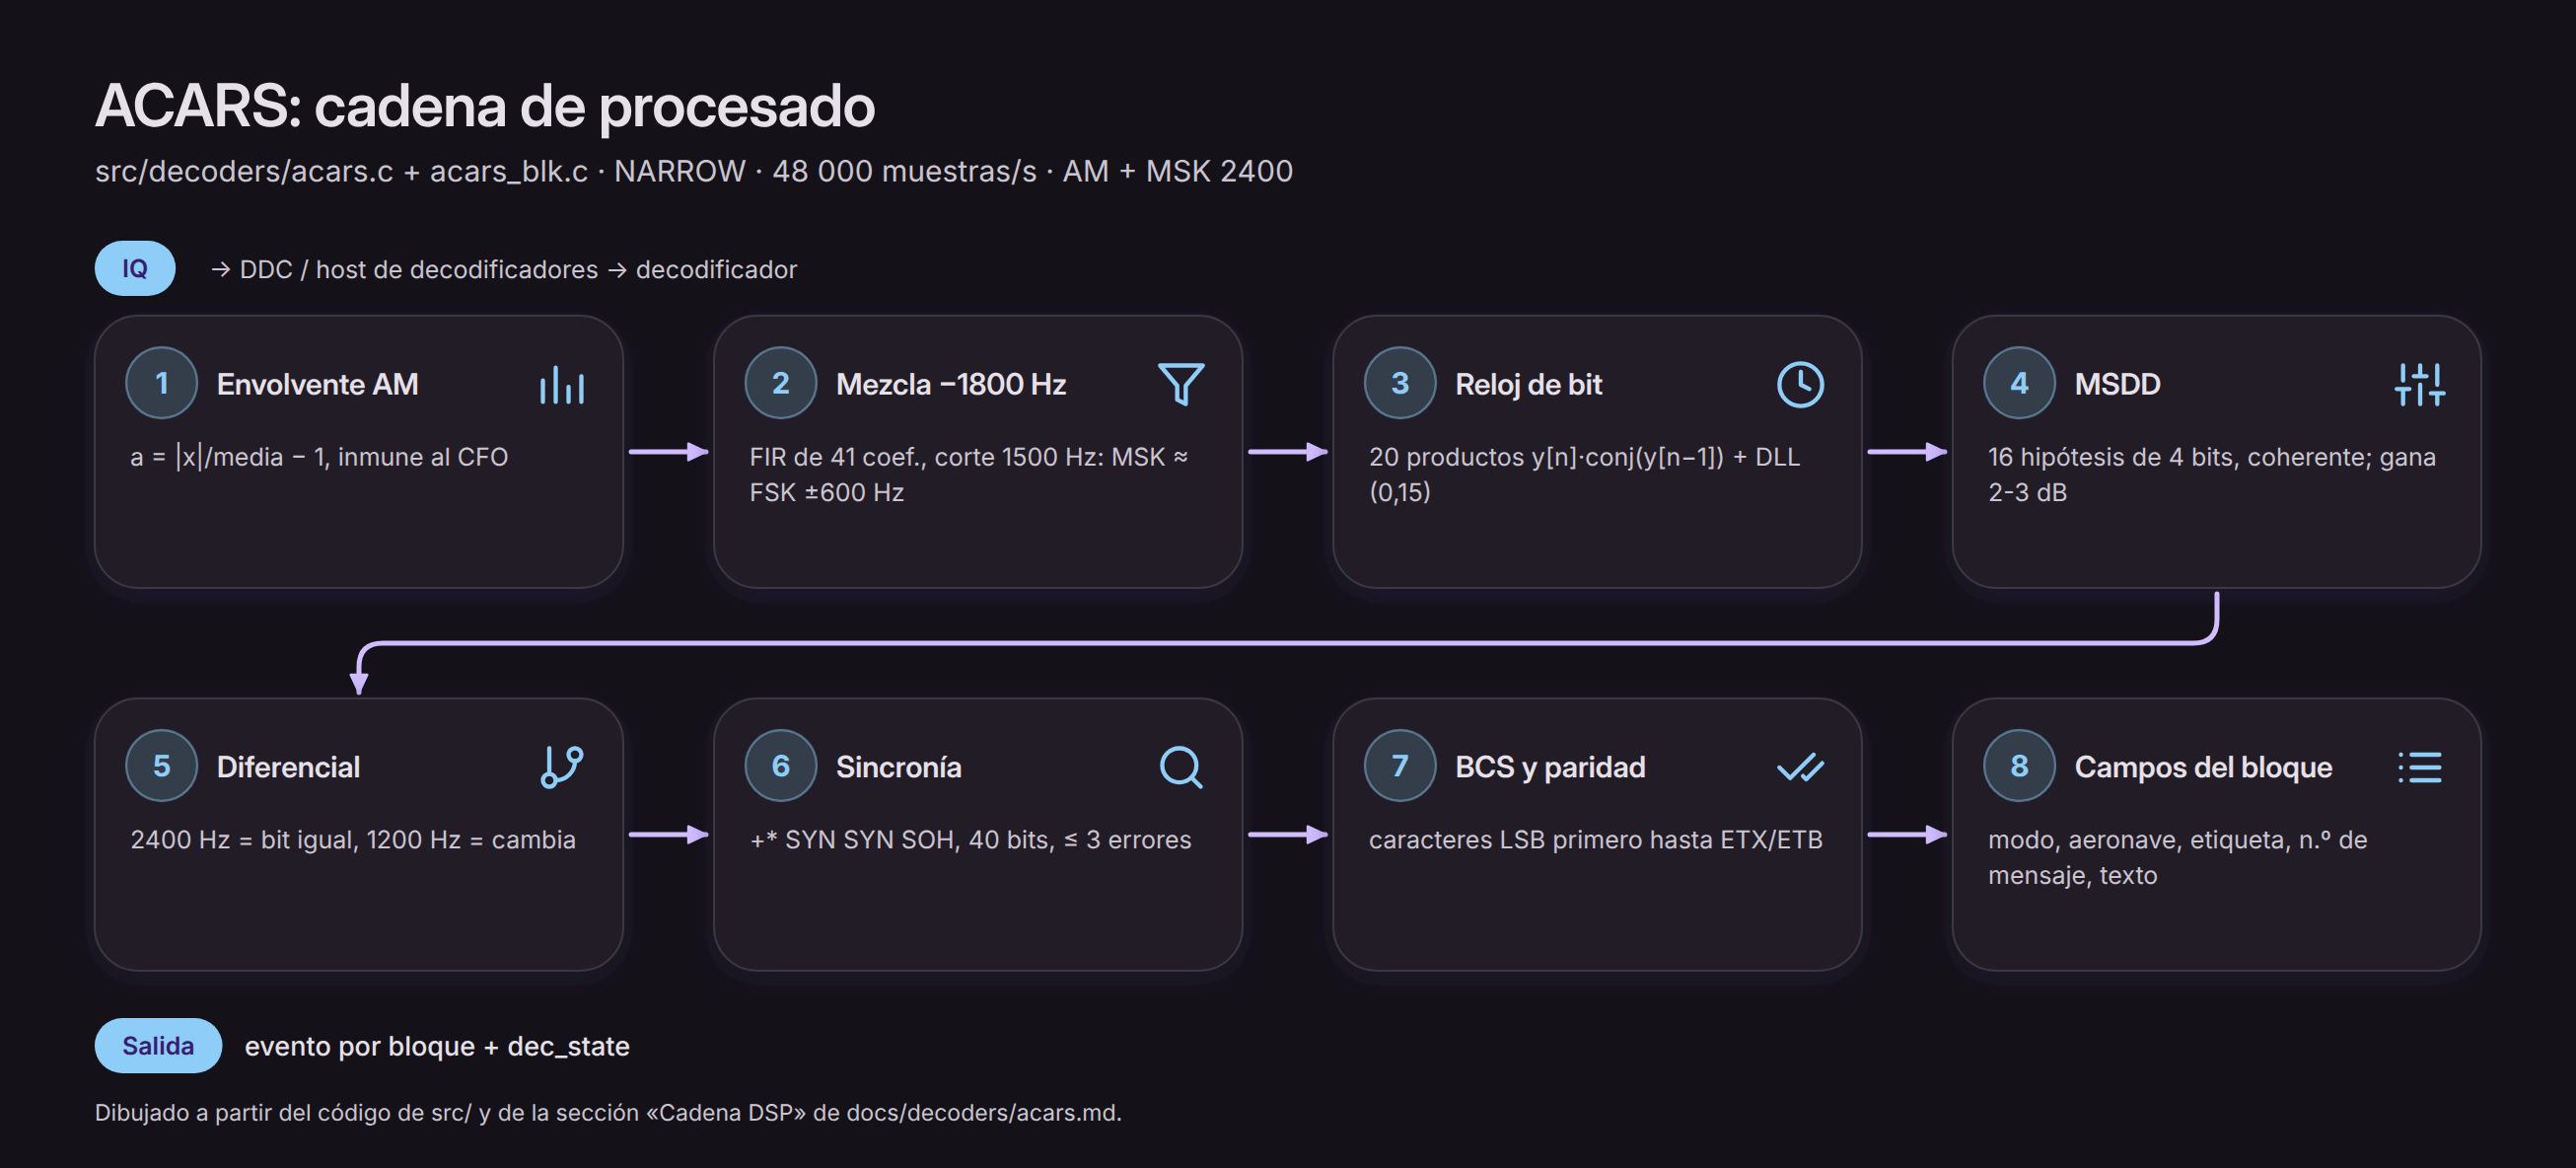 ACARS: cadena de procesado
src/decoders/acars.c + acars_blk.c · NARROW · 48 000 muestras/s · AM + MSK 2400
IQ → DDC / host de decodificadores → decodificador
1 Envolvente AM
a = |x|/media − 1, inmune al CFO
2 Mezcla −1800 Hz
FIR de 41 coef., corte 1500 Hz: MSK ≈
FSK ±600 Hz
3 Reloj de bit
20 productos y[n]·conj(y[n−1]) + DLL
(0,15)
4 MSDD
16 hipótesis de 4 bits, coherente; gana
2-3 dB
5 Diferencial
2400 Hz = bit igual, 1200 Hz = cambia
6 Sincronía
+* SYN SYN SOH, 40 bits, ≤ 3 errores
7 BCS y paridad
caracteres LSB primero hasta ETX/ETB
8 Campos del bloque
modo, aeronave, etiqueta, n.º de
mensaje, texto
Salida evento por bloque + dec_state
Dibujado a partir del código de src/ y de la sección «Cadena DSP» de docs/decoders/acars.md.